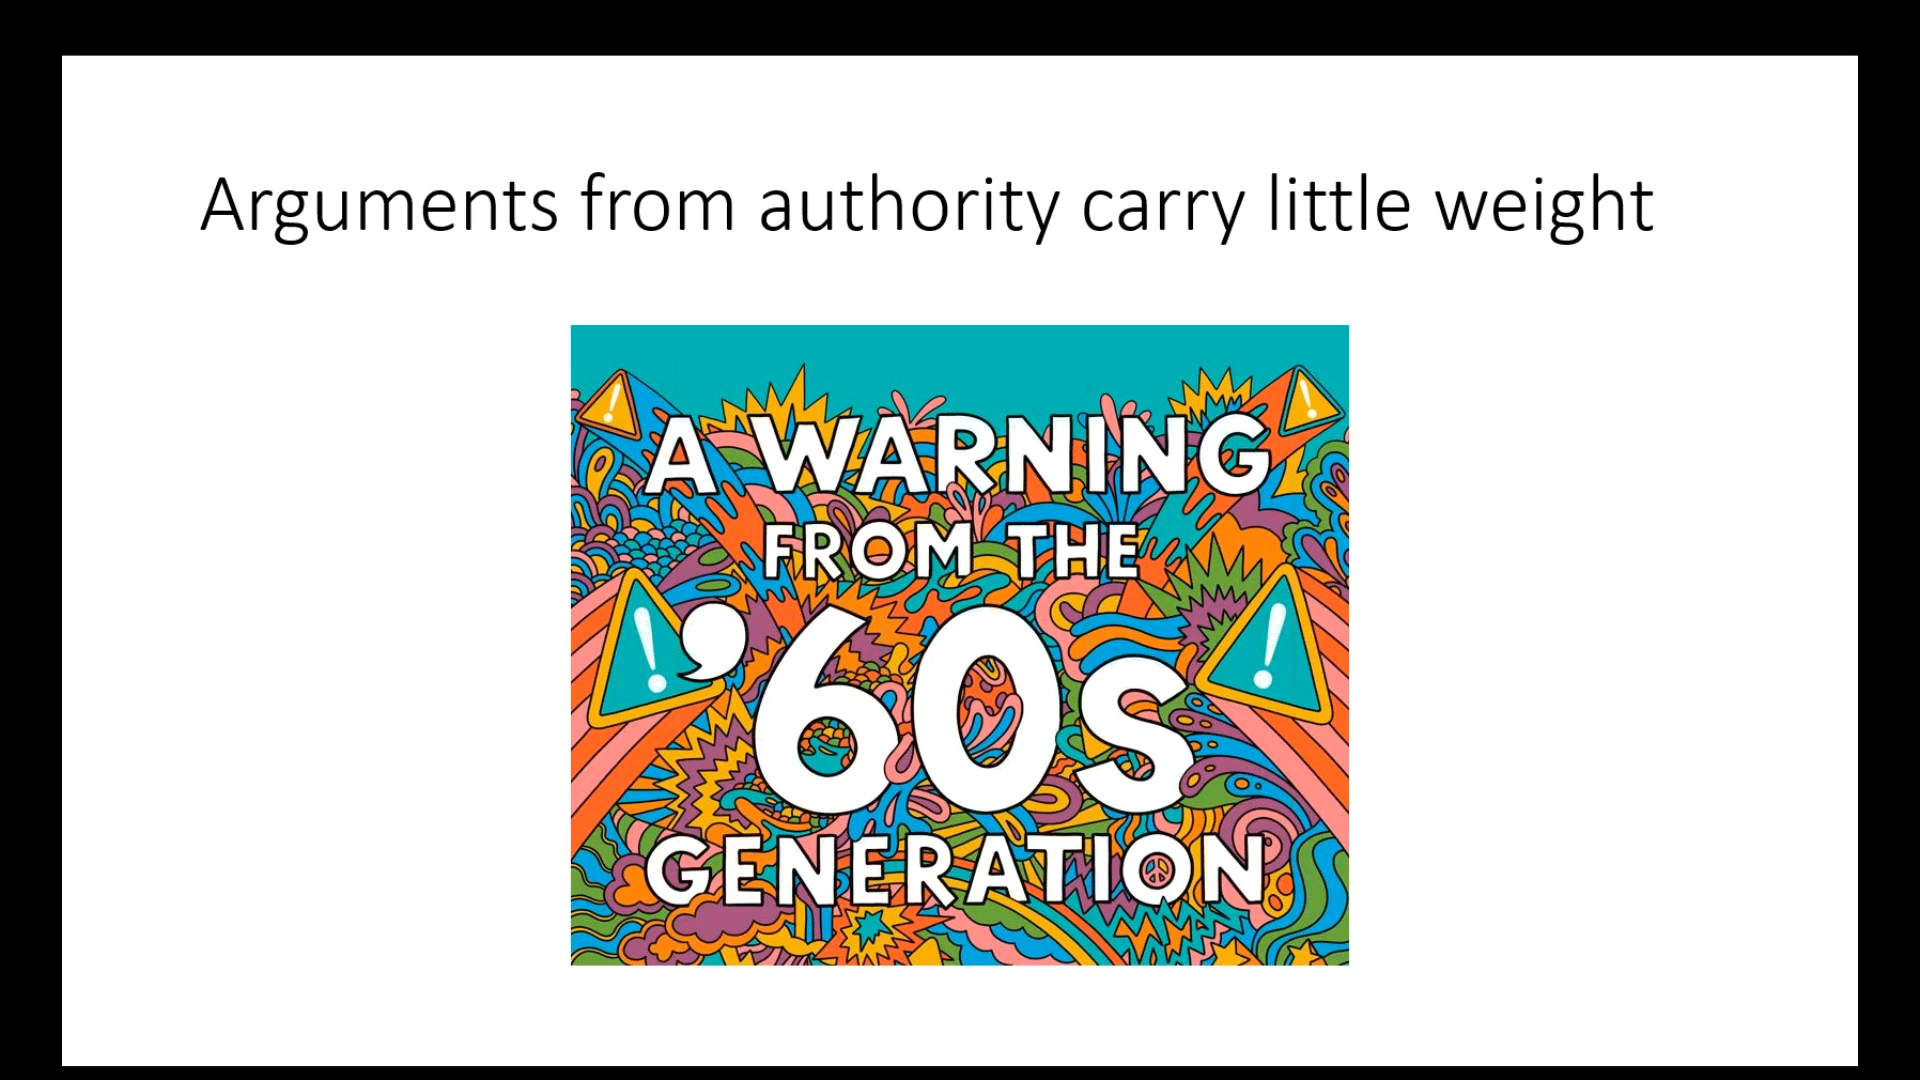 Arguments from authority carry little weight
A WARNING
FROM THE
’60s
GENERATION